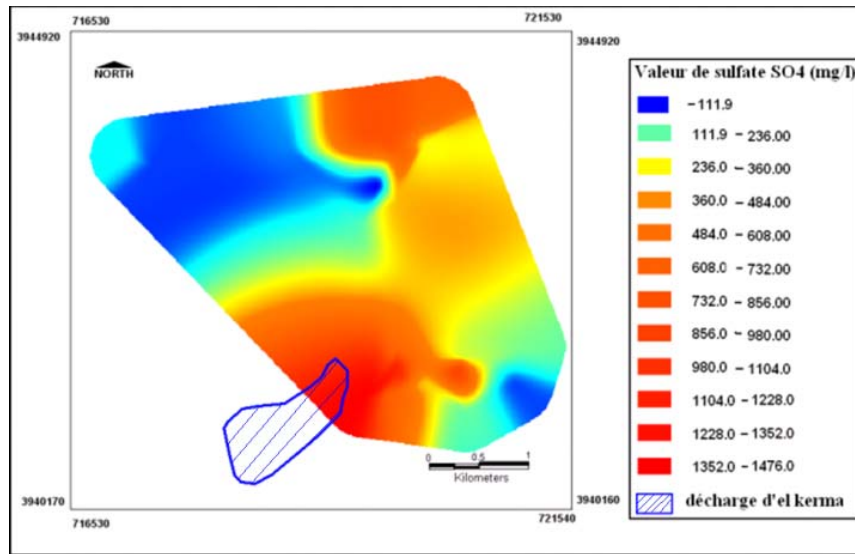 716530
721530
3944920
3944920
NORTH
Valeur de sulfate SO4 (mg/l)
-111.9
111.9 - 236.00
236.0 - 360.00
360.0 - 484.00
484.0 - 608.00
608.0 - 732.00
732.0 - 856.00
856.0 - 980.00
980.0 - 1104.0
1104.0 - 1228.0
1228.0 - 1352.0
1352.0 - 1476.0
décharge d'el kerma
0 0.5 1
Kilometers
3940170
3940160
716530
721540